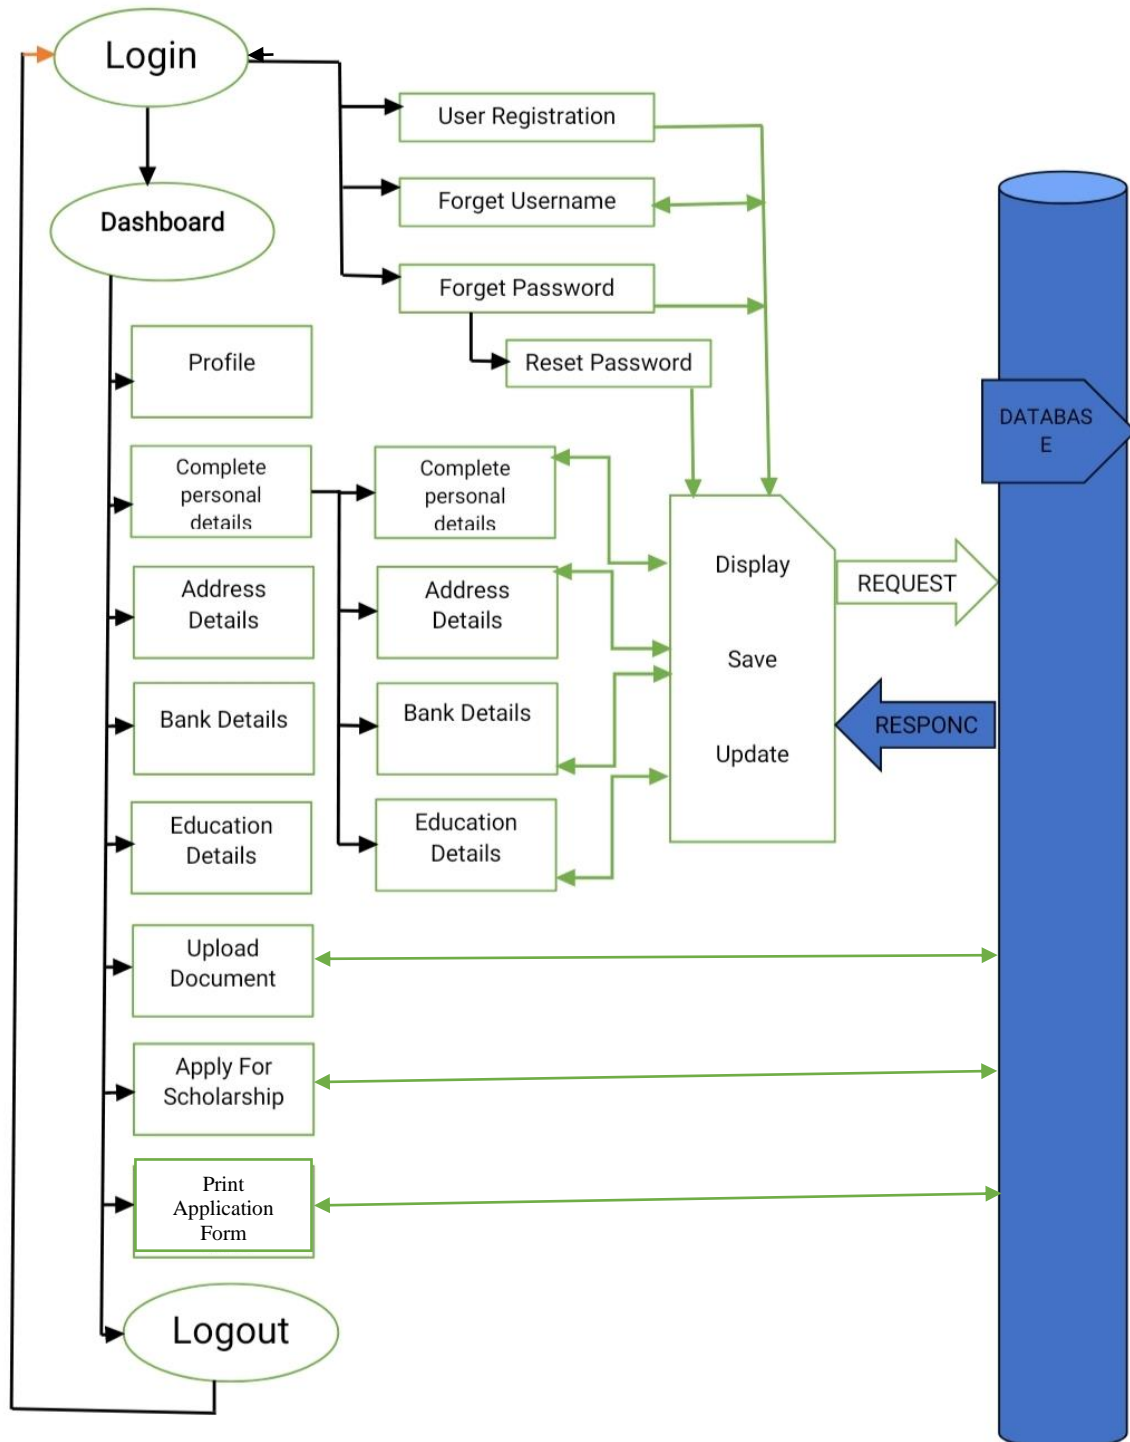 Login
User Registration
Forget Username
Dashboard
Forget Password
Reset Password
Profile
DATABAS
E
Complete
personal
details
Complete
personal
details
Display
REQUEST
Address
Details
Address
Details
Save
Bank Details
Bank Details
RESPONC
Update
Education
Details
Education
Details
Upload
Document
Apply For
Scholarship
Print
Application
Form
Logout